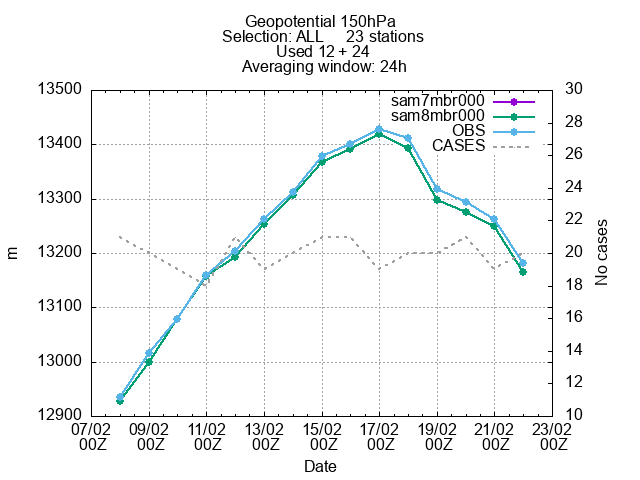 Geopotential 150hPa
Selection: ALL 23 stations
Used 12 + 24
Averaging window: 24h
13500
13400
13300
13200
13100
13000
12900
m
30
28
26
24
22
20
18
16
14
12
10
No cases
sam7mbr000
sam8mbr000
OBS
CASES
07/02 09/02 11/02 13/02 15/02 17/02 19/02 21/02 23/02
00Z 00Z 00Z 00Z 00Z 00Z 00Z 00Z 00Z
Date